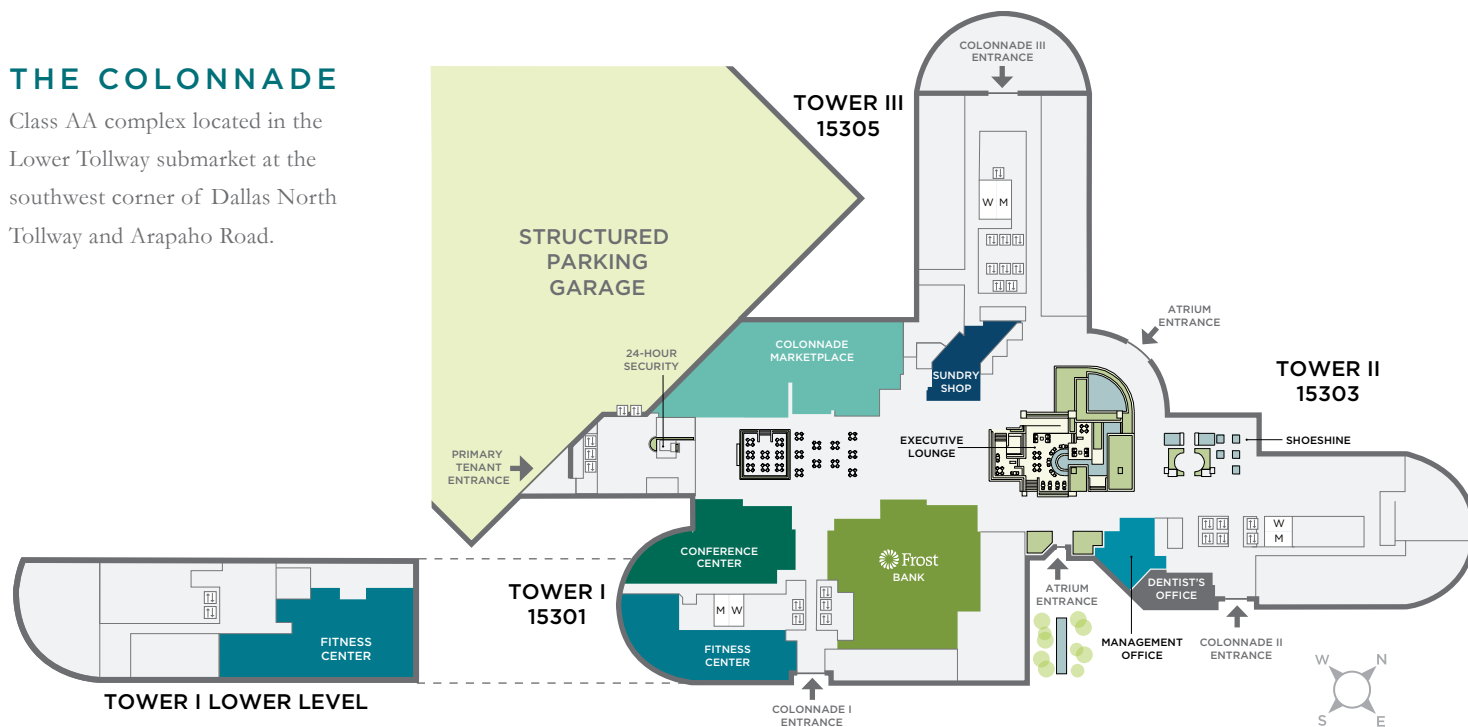 THE COLONNADE
Class AA complex located in the
Lower Tollway submarket at the
southwest corner of Dallas North
Tollway and Arapaho Road.
COLONNADE III
ENTRANCE
TOWER III
15305
W M
STRUCTURED
PARKING
GARAGE
ATRIUM
ENTRANCE
24-HOUR
SECURITY
COLONNADE
MARKETPLACE
SUNDRY
SHOP
TOWER II
15303
EXECUTIVE
LOUNGE
SHOESHINE
PRIMARY
TENANT
ENTRANCE
W
M
CONFERENCE
CENTER
Frost
BANK
TOWER I
15301
M W
ATRIUM
ENTRANCE
DENTIST'S
OFFICE
MANAGEMENT
OFFICE
COLONNADE II
ENTRANCE
FITNESS
CENTER
FITNESS
CENTER
TOWER I LOWER LEVEL
COLONNADE I
ENTRANCE
W N
S E